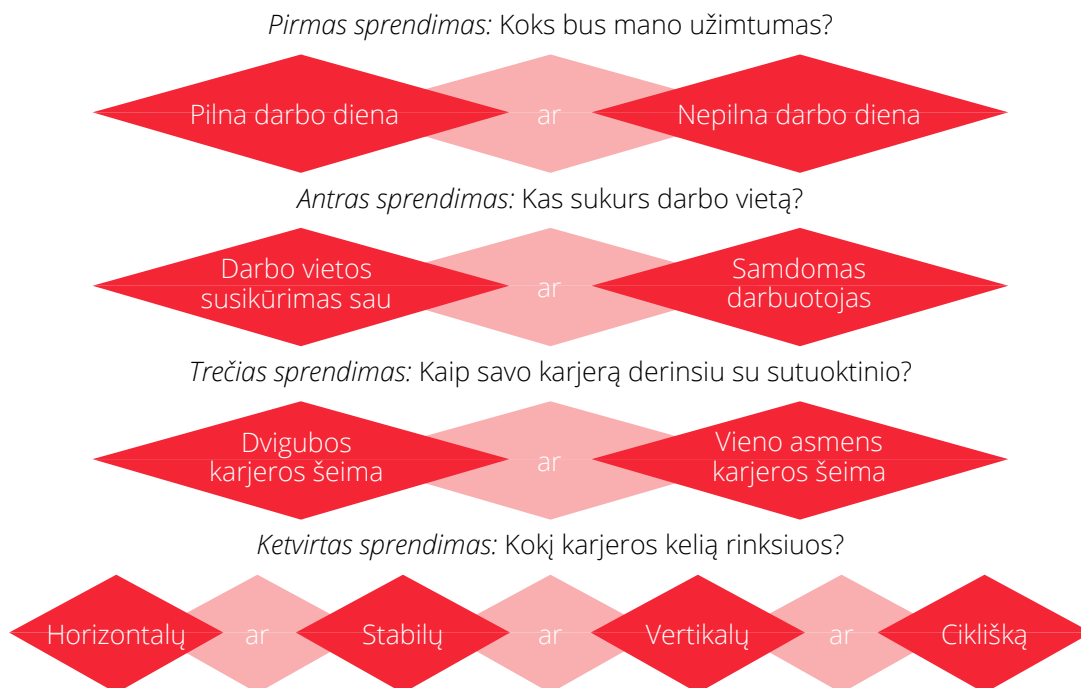 Pirmas sprendimas: Koks bus mano užimtumas?
Pilna darbo diena ar Nepilna darbo diena
Antras sprendimas: Kas sukurs darbo vietą?
Darbo vietos
susikūrimas sau
ar
Samdomas
darbuotojas
Trečias sprendimas: Kaip savo karjerą derinsiu su sutuoktinio?
Dvigubos
karjeros šeima
ar
Vieno asmens
karjeros šeima
Ketvirtas sprendimas: Kokį karjeros kelią rinksiuos?
Horizontalų ar Stabilų ar Vertikalų ar Ciklišką